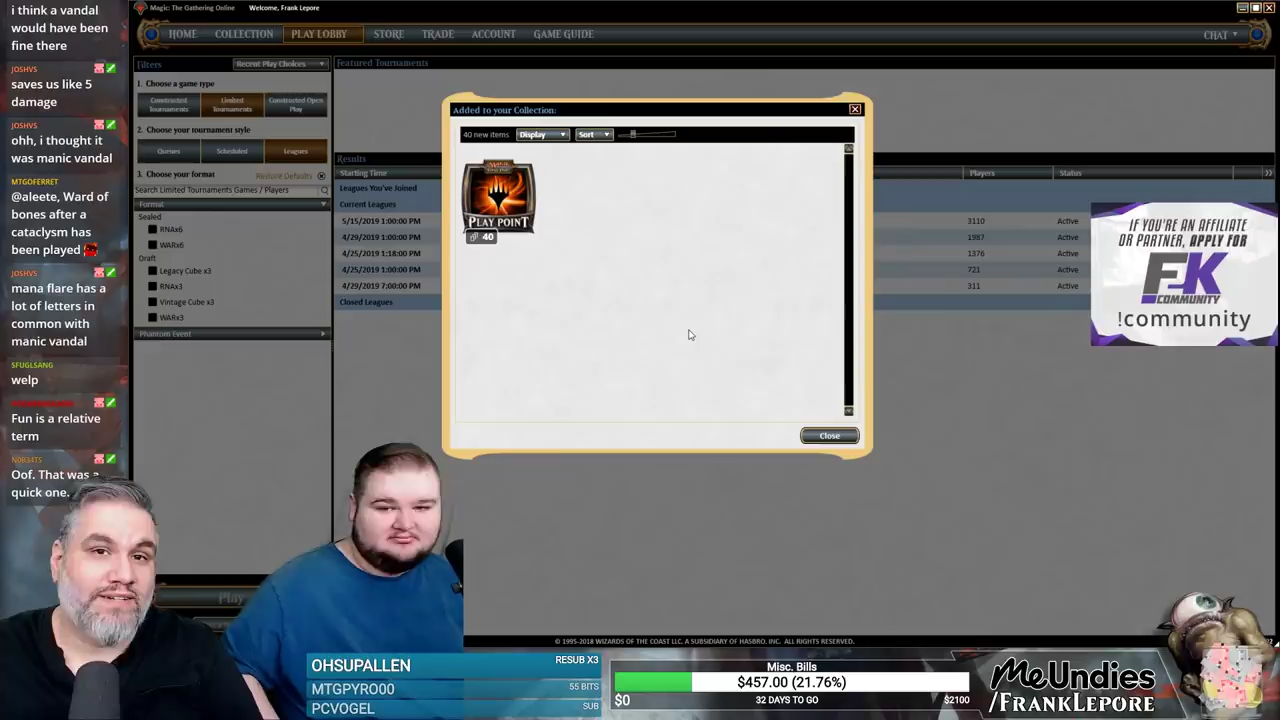 i think a vandal
would have been
fine there
JOSHVS
saves us like 5
damage
JOSHVS
ohh, i thought it
was manic vandal
MTGOFERRET
@aleete, Ward of
bones after a
cataclysm has
been played
JOSHVS
mana flare has a
lot of letters in
common with
manic vandal
SFUGLSANG
welp
Fun is a relative
term
N0B34TS
Oof. That was a
quick one.
Magic: The Gathering Online
Welcome, Frank Lepore
HOME
COLLECTION
PLAY LOBBY
STORE
TRADE
ACCOUNT
GAME GUIDE
CHAT
Filters
Recent Play Choices
1. Choose a game type
Constructed
Tournaments
Limited
Tournaments
Constructed Open
Play
2. Choose your tournament style
Queues
Scheduled
Leagues
3. Choose your format
Restore Defaults
Search Limited Tournaments Games / Players
Format
Sealed
RNAx6
WARx6
Draft
Legacy Cube x3
RNAx3
Vintage Cube x3
WARx3
Phantom Event
Play
Featured Tournaments
Results
Starting Time
Players
Status
Leagues You've Joined
Current Leagues
5/15/2019 1:00:00 PM
3110
Active
4/29/2019 1:00:00 PM
1987
Active
4/25/2019 1:18:00 PM
1376
Active
4/25/2019 1:00:00 PM
721
Active
4/29/2019 7:00:00 PM
311
Active
Closed Leagues
Added to your Collection:
40 new items
Display
Sort
PLAY POINT
40
Close
IF YOU'RE AN AFFILIATE
OR PARTNER, APPLY FOR
FK
COMMUNITY
!community
© 1995-2018 WIZARDS OF THE COAST LLC. A SUBSIDIARY OF HASBRO, INC. ALL RIGHTS RESERVED.
OHSUPALLEN
RESUB X3
MTGPYRO00
55 BITS
PCVOGEL
SUB
Misc. Bills
$457.00 (21.76%)
$0
32 DAYS TO GO
$2100
MeUndies
/FRANKLEPORE